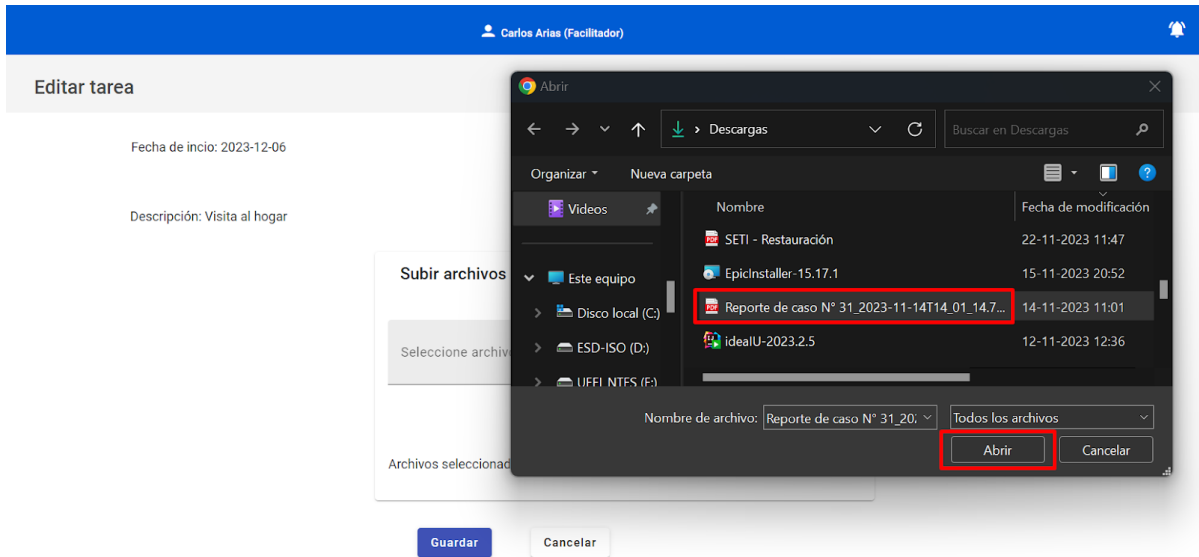 Carlos Arias (Facilitador)
Editar tarea
Fecha de incio: 2023-12-06
Descripción: Visita al hogar
Subir archivos
Seleccione
Archivos
Guardar
Cancelar
Abrir
Descargas
Buscar en Descargas
Organizar
Nueva carpeta
Videos
Este equipo
Disco local (C:)
ESD-ISO (D:)
Nombre
Fecha de modificación
SETI - Restauración
22-11-2023 11:47
EpicInstaller-15.17.1
15-11-2023 20:52
Reporte de caso N° 31_2023-11-14T14_01_14.7...
14-11-2023 11:01
ideaIU-2023.2.5
12-11-2023 12:36
Nombre de archivo:
Reporte de caso N° 31_202
Todos los archivos
Abrir
Cancelar